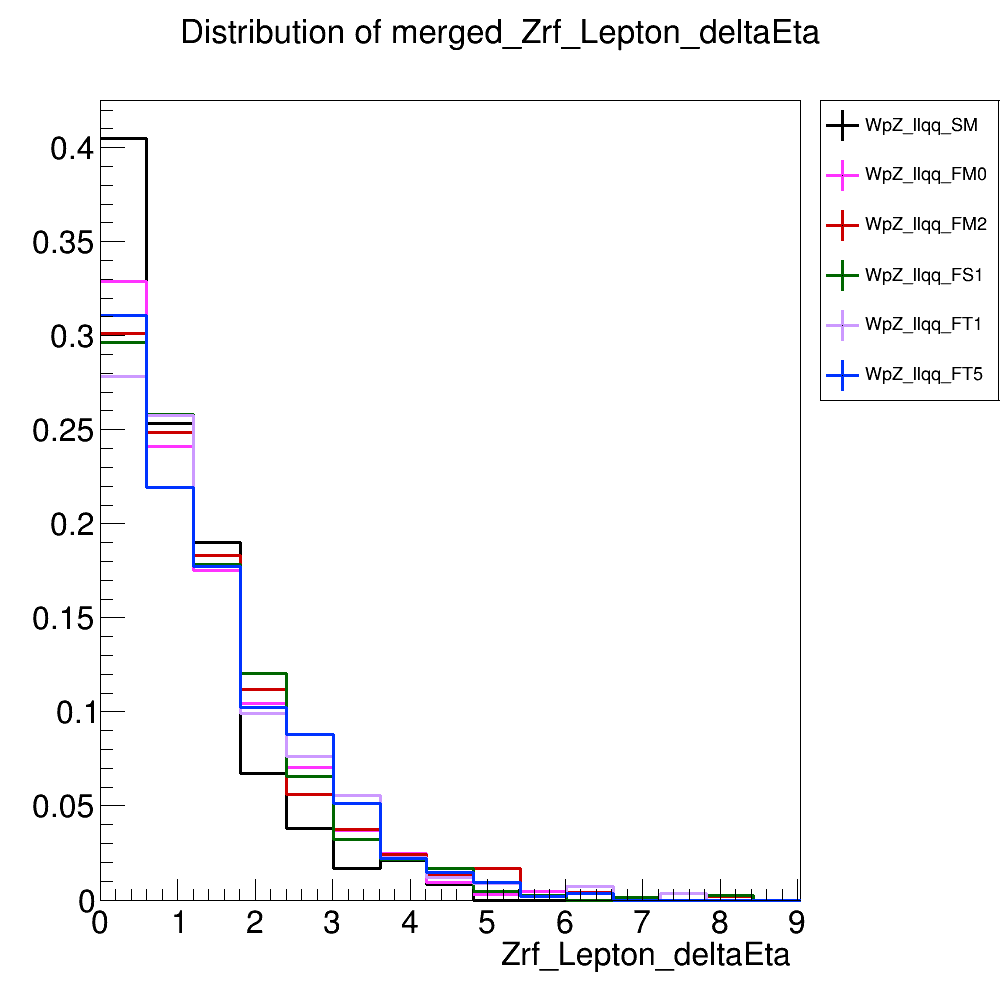 Distribution of merged_Zrf_Lepton_deltaEta
WpZ_llqq_SM
WpZ_llqq_FM0
WpZ_llqq_FM2
WpZ_llqq_FS1
WpZ_llqq_FT1
WpZ_llqq_FT5
0.4
0.35
0.3
0.25
0.2
0.15
0.1
0.05
0
0 1 2 3 4 5 6 7 8 9
Zrf_Lepton_deltaEta